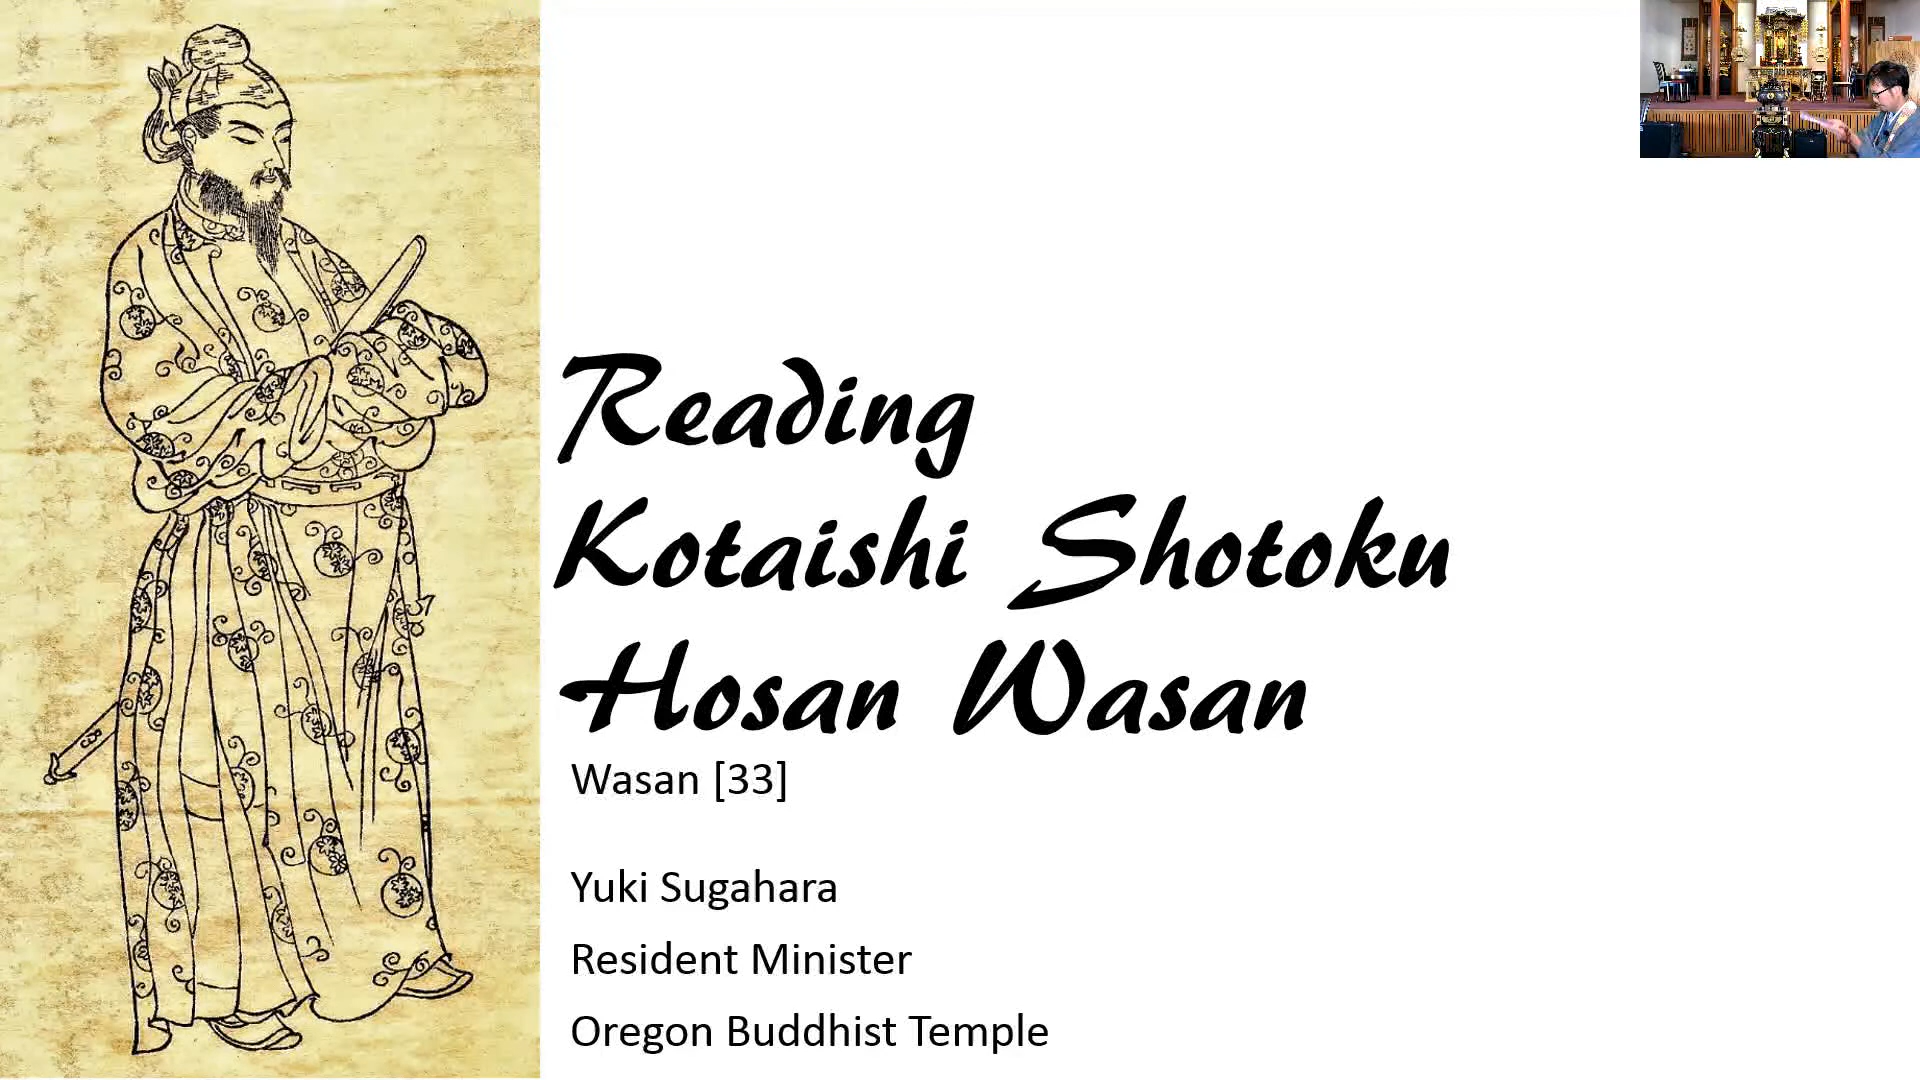 Reading
Kotaishi Shotoku
Hosan Wasan
Wasan [33]
Yuki Sugahara
Resident Minister
Oregon Buddhist Temple